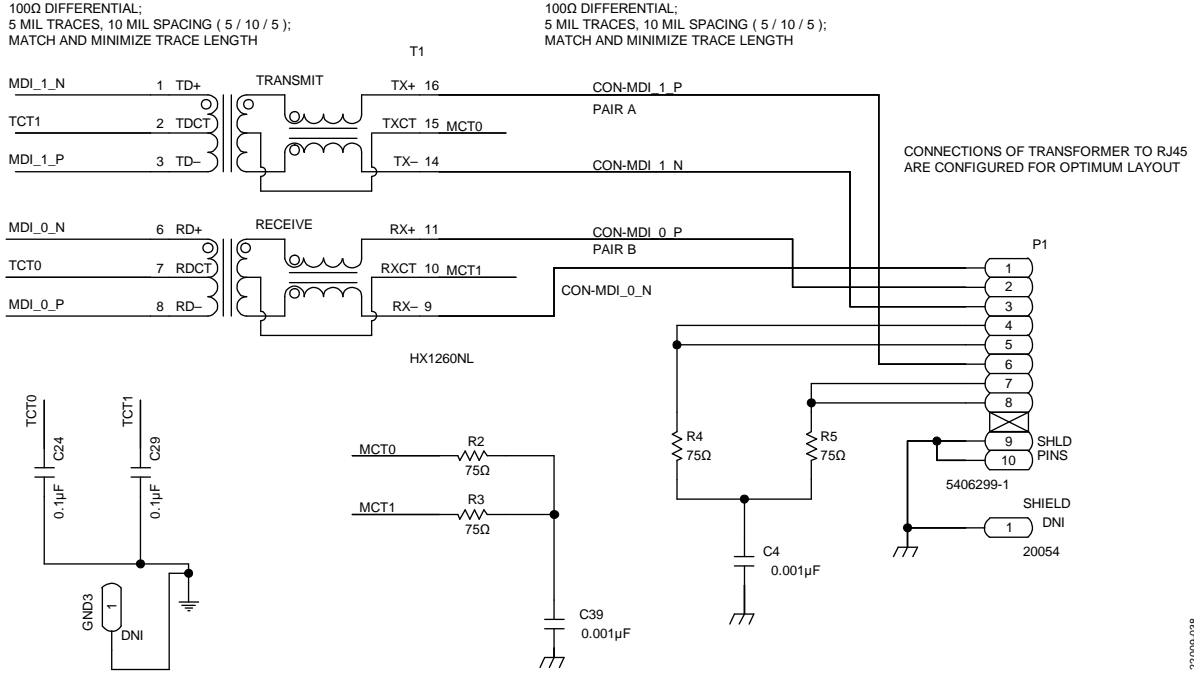 100Ω DIFFERENTIAL;
5 MIL TRACES, 10 MIL SPACING ( 5 / 10 / 5 );
MATCH AND MINIMIZE TRACE LENGTH
100Ω DIFFERENTIAL;
5 MIL TRACES, 10 MIL SPACING ( 5 / 10 / 5 );
MATCH AND MINIMIZE TRACE LENGTH
T1
MDI_1_N 1 TD+ TRANSMIT TX+ 16 CON-MDI_1_P
PAIR A
TCT1 2 TDCT TXCT 15 MCT0
MDI_1_P 3 TD– TX– 14 CON-MDI_1_N
CONNECTIONS OF TRANSFORMER TO RJ45
ARE CONFIGURED FOR OPTIMUM LAYOUT
MDI_0_N 6 RD+ RECEIVE RX+ 11 CON-MDI_0_P
PAIR B
TCT0 7 RDCT RXCT 10 MCT1
MDI_0_P 8 RD– RX– 9 CON-MDI_0_N
HX1260NL
P1
1
2
3
4
5
6
7
8
9 SHLD
10 PINS
5406299-1
SHIELD
1 DNI
20054
TCT0
C24
0.1µF
TCT1
C29
0.1µF
GND3
1
DNI
MCT0 R2
75Ω
MCT1 R3
75Ω
C39
0.001µF
R4
75Ω
R5
75Ω
C4
0.001µF
23009-038